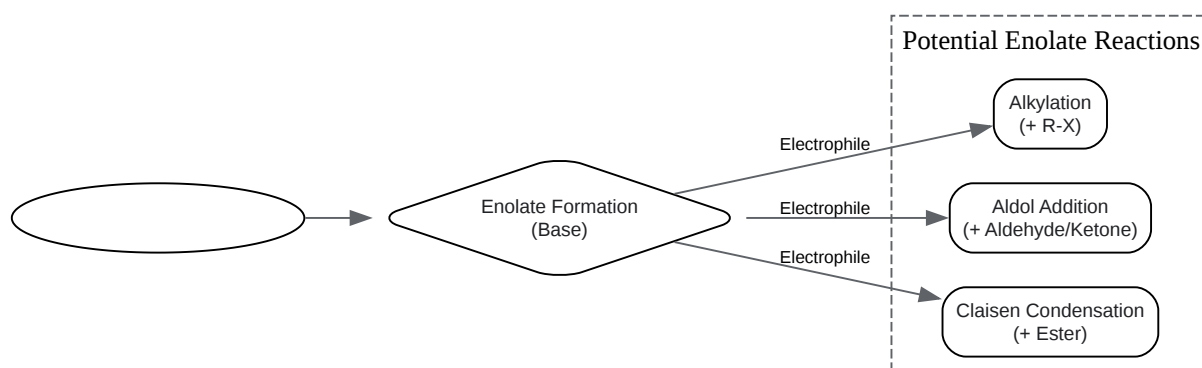 Potential Enolate Reactions
Alkylation
(+ R-X)
Electrophile
Enolate Formation
(Base)
Electrophile
Aldol Addition
(+ Aldehyde/Ketone)
Electrophile
Claisen Condensation
(+ Ester)